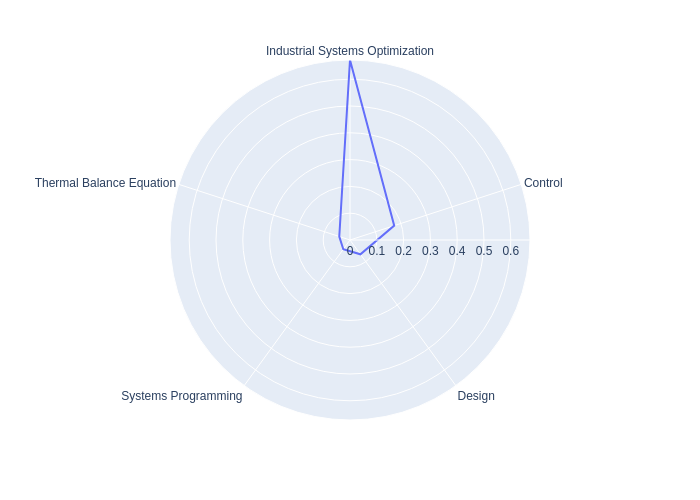 Industrial Systems Optimization
Thermal Balance Equation
Control
0 0.1 0.2 0.3 0.4 0.5 0.6
Systems Programming
Design